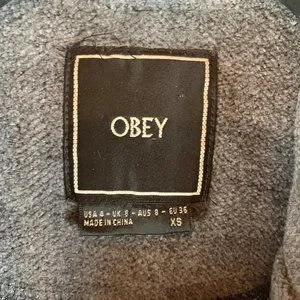 OBEY
USA 4 - UK 8 - AUS 8 - EU 36
MADE IN CHINA XS